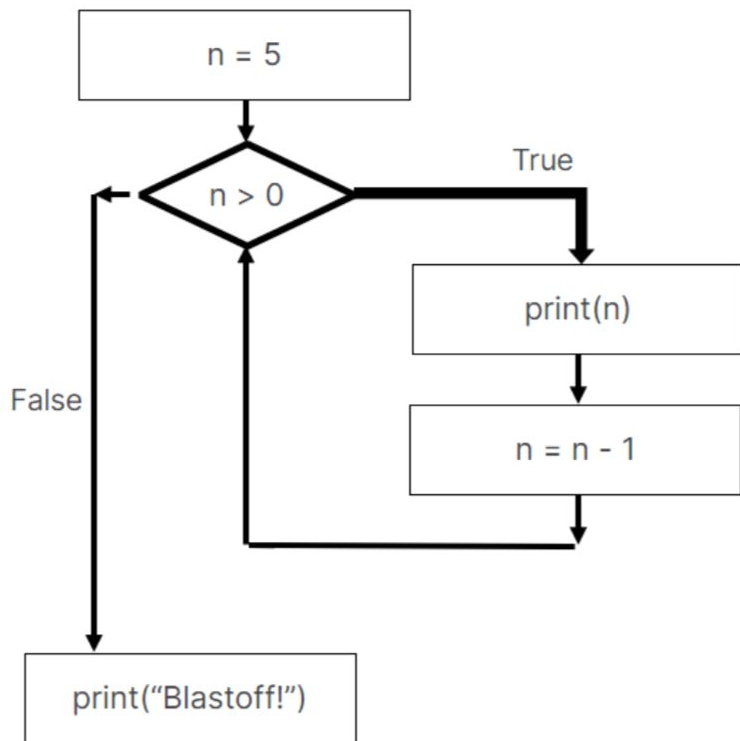 n = 5
True
n > 0
print(n)
False
n = n - 1
print(“Blastoff!”)